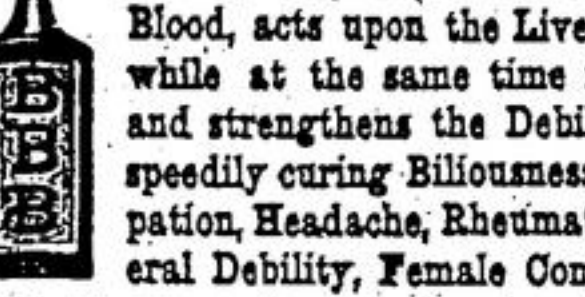 Blood, acts upon the Live
while at the same time
and strengthens the Debi
speedily curing Biliousness
pation, Headache, Rheuma
eral Debility, Female Com
B
B
B